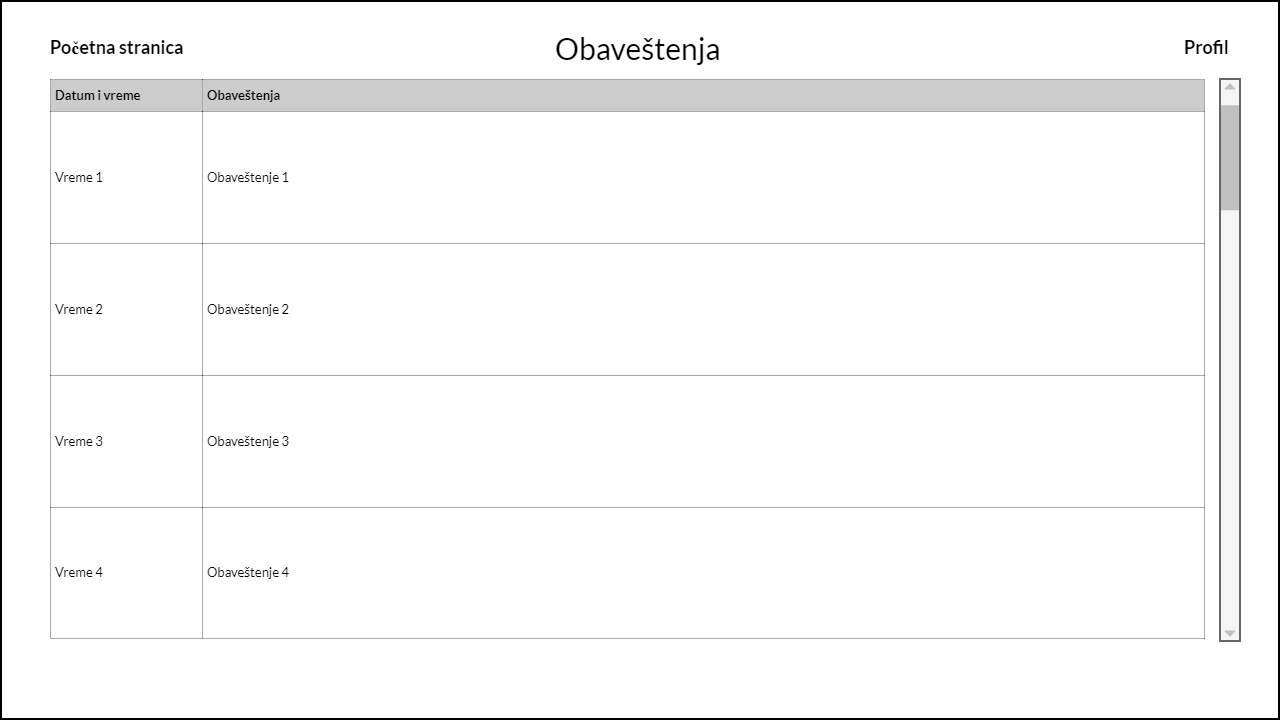 Početna stranica
Obaveštenja
Profil
Datum i vreme
Obaveštenja
Vreme 1
Obaveštenje 1
Vreme 2
Obaveštenje 2
Vreme 3
Obaveštenje 3
Vreme 4
Obaveštenje 4